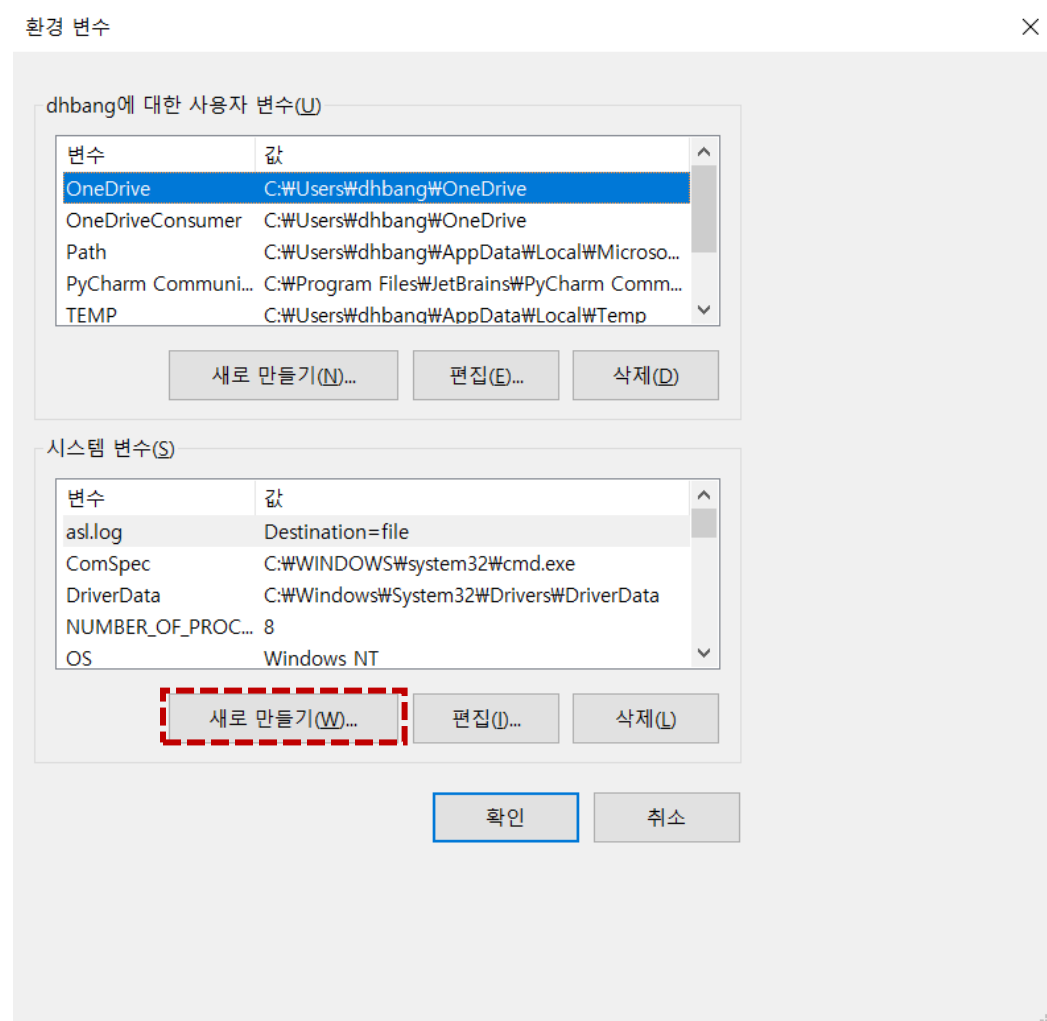 환경 변수
dhbang에 대한 사용자 변수(U)
변수 값
OneDrive C:₩Users₩dhbang₩OneDrive
OneDriveConsumer C:₩Users₩dhbang₩OneDrive
Path C:₩Users₩dhbang₩AppData₩Local₩Microso...
PyCharm Communi... C:₩Program Files₩JetBrains₩PyCharm Comm...
TEMP C:₩Users₩dhbang₩AppData₩Local₩Temp
새로 만들기(N)... 편집(E)... 삭제(D)
시스템 변수(S)
변수 값
asl.log Destination=file
ComSpec C:₩WINDOWS₩system32₩cmd.exe
DriverData C:₩Windows₩System32₩Drivers₩DriverData
NUMBER_OF_PROC... 8
OS Windows NT
새로 만들기(W)... 편집(I)... 삭제(L)
확인 취소